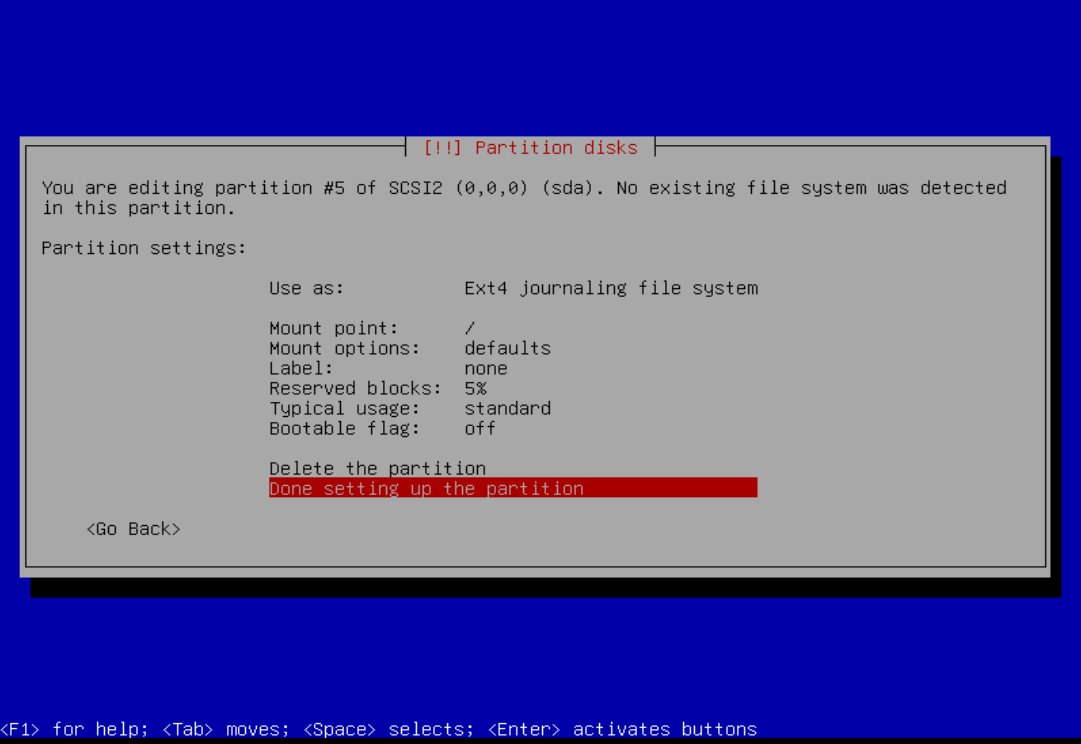 [!!] Partition disks
You are editing partition #5 of SCSI2 (0,0,0) (sda). No existing file system was detected
in this partition.
Partition settings:
Use as: Ext4 journaling file system
Mount point: /
Mount options: defaults
Label: none
Reserved blocks: 5%
Typical usage: standard
Bootable flag: off
Delete the partition
Done setting up the partition
<Go Back>
<F1> for help; <Tab> moves; <Space> selects; <Enter> activates buttons